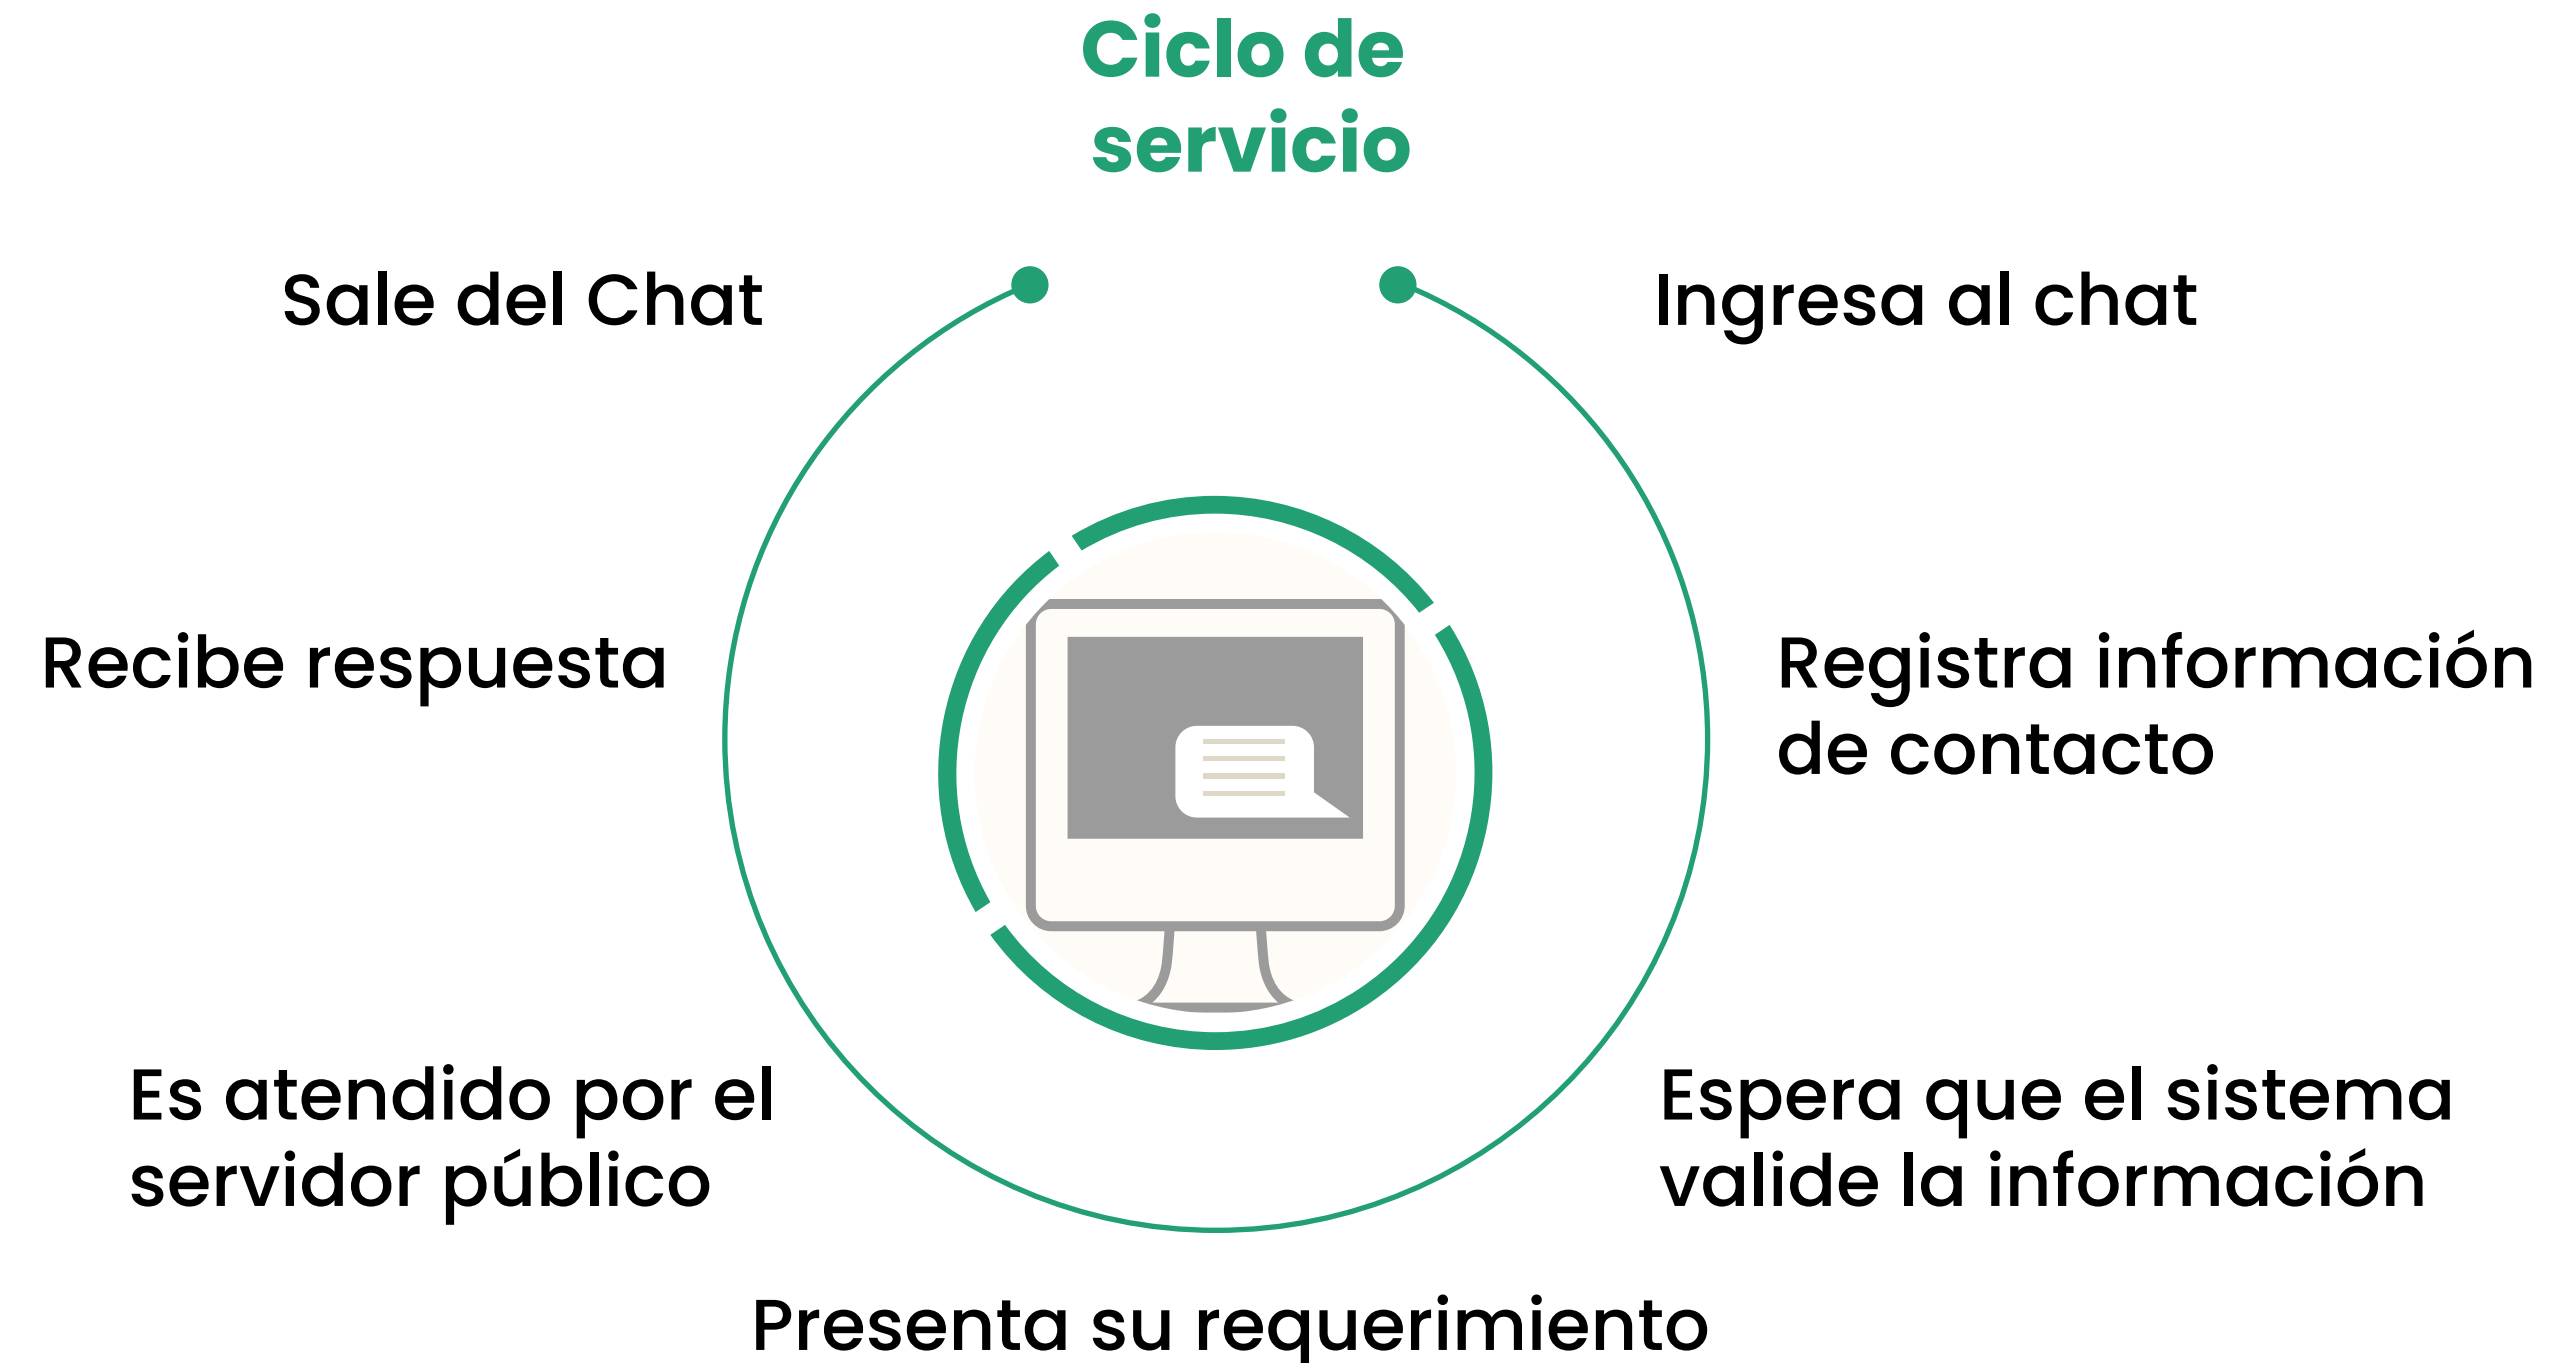 Ciclo de
servicio
Ingresa al chat
Registra información
de contacto
Espera que el sistema
valide la información
Presenta su requerimiento
Es atendido por el
servidor público
Recibe respuesta
Sale del Chat